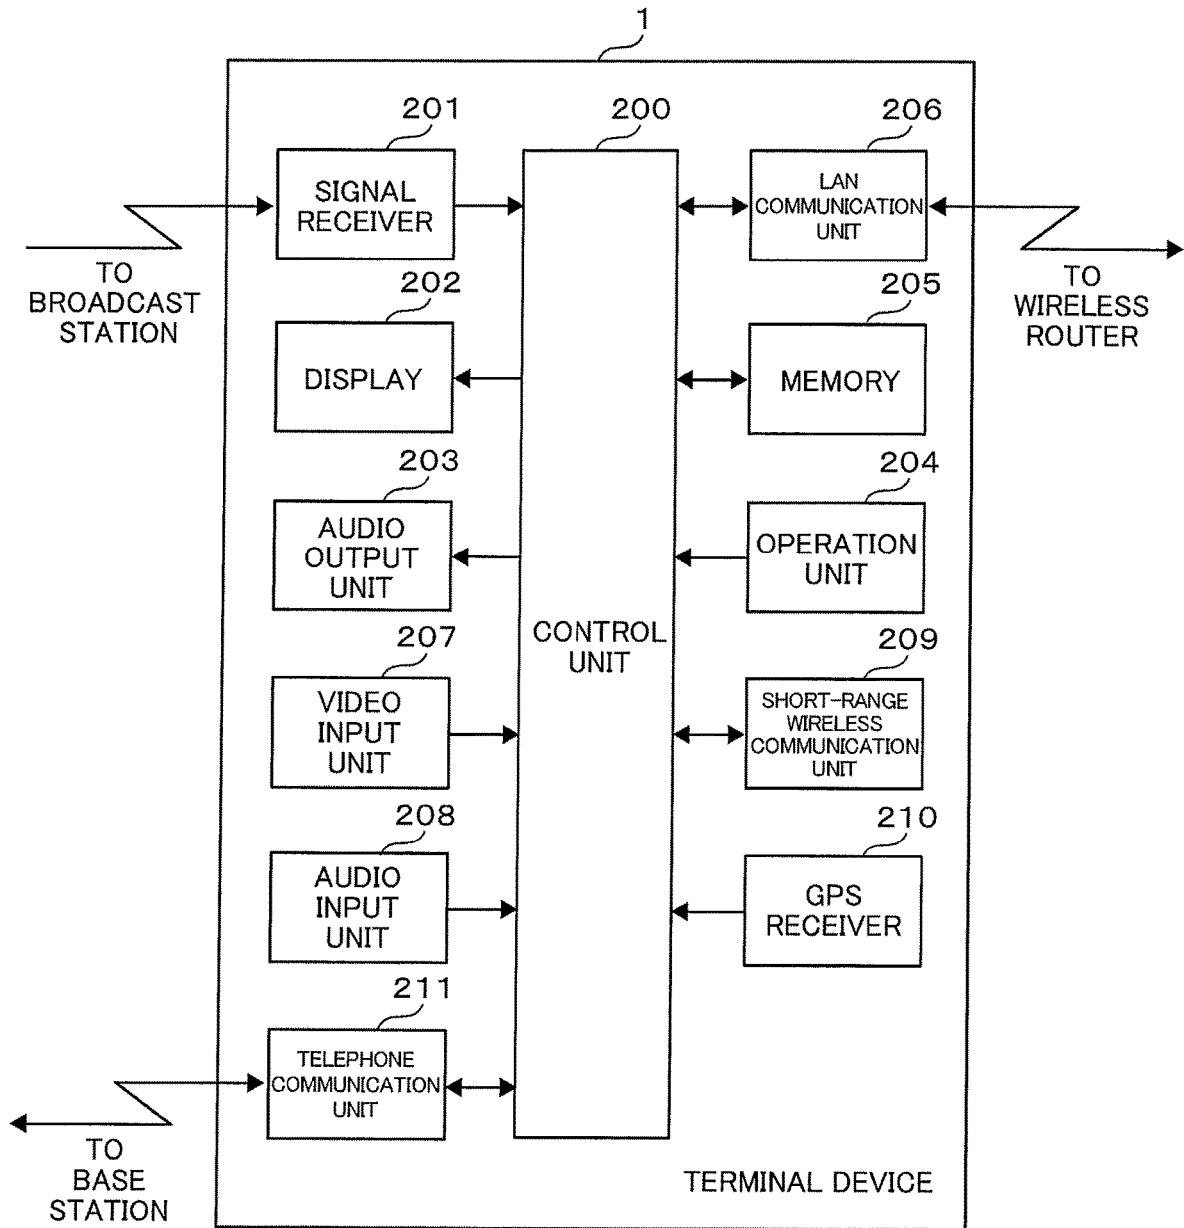 1
201
200
206
SIGNAL
RECEIVER
LAN
COMMUNICATION
UNIT
TO
BROADCAST
STATION
TO
WIRELESS
ROUTER
202
205
DISPLAY
MEMORY
203
204
AUDIO
OUTPUT
UNIT
OPERATION
UNIT
CONTROL
UNIT
207
209
VIDEO
INPUT
UNIT
SHORT-RANGE
WIRELESS
COMMUNICATION
UNIT
208
210
AUDIO
INPUT
UNIT
GPS
RECEIVER
211
TELEPHONE
COMMUNICATION
UNIT
TO
BASE
STATION
TERMINAL DEVICE